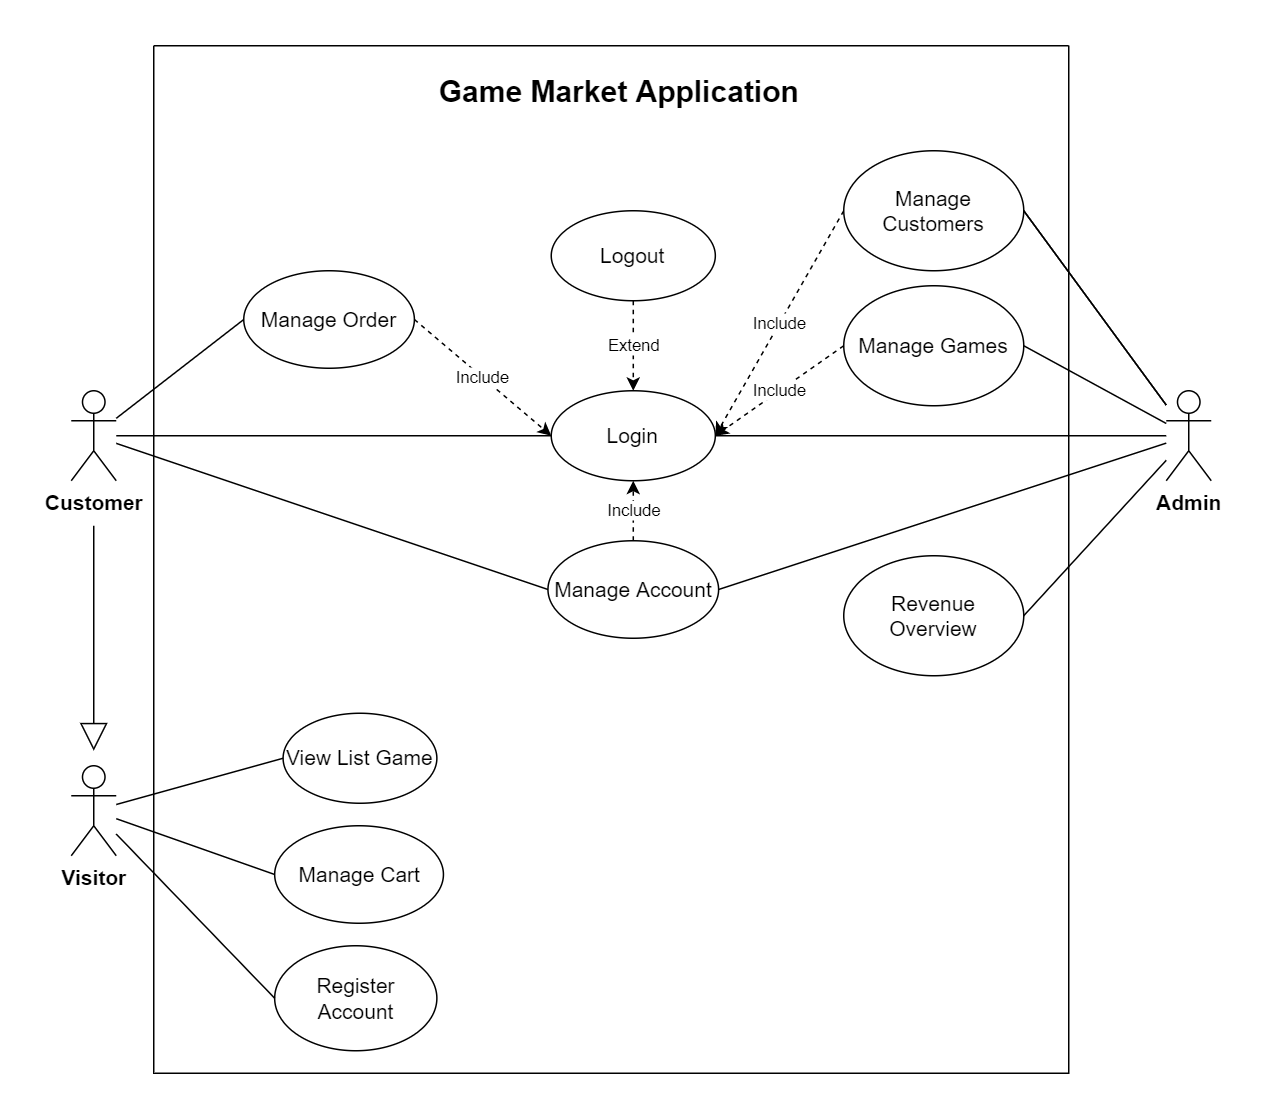 Game Market Application
Manage
Customers
Logout
Manage Order
Include
Extend
Manage Games
Include
Include
Login
Customer
Admin
Include
Manage Account
Revenue
Overview
View List Game
Visitor
Manage Cart
Register
Account